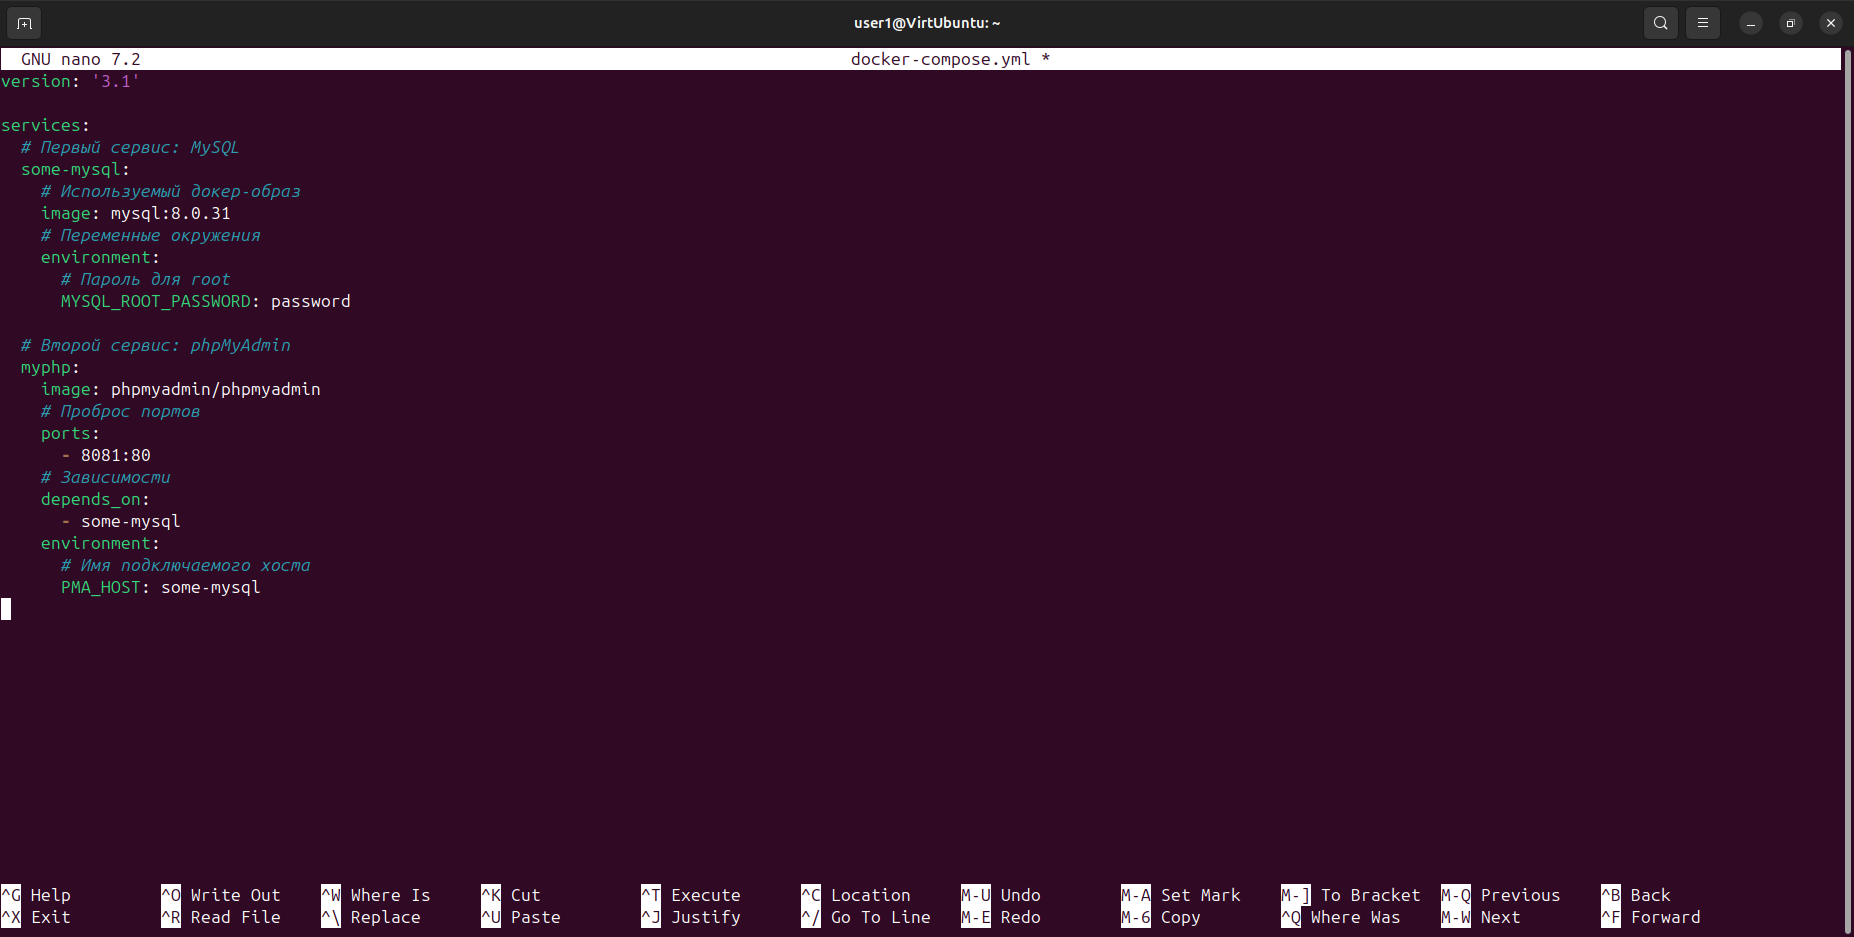 user1@VirtUbuntu: ~
GNU nano 7.2 docker-compose.yml *
version: '3.1'
services:
# Первый сервис: MySQL
some-mysql:
# Используемый докер-образ
image: mysql:8.0.31
# Переменные окружения
environment:
# Пароль для root
MYSQL_ROOT_PASSWORD: password
# Второй сервис: phpMyAdmin
myphp:
image: phpmyadmin/phpmyadmin
# Проброс портов
ports:
- 8081:80
# Зависимости
depends_on:
- some-mysql
environment:
# Имя подключаемого хоста
PMA_HOST: some-mysql
^G Help ^O Write Out ^W Where Is ^K Cut ^T Execute ^C Location M-U Undo M-A Set Mark M-] To Bracket M-Q Previous ^B Back
^X Exit ^R Read File ^\ Replace ^U Paste ^J Justify ^/ Go To Line M-E Redo M-6 Copy ^Q Where Was M-W Next ^F Forward